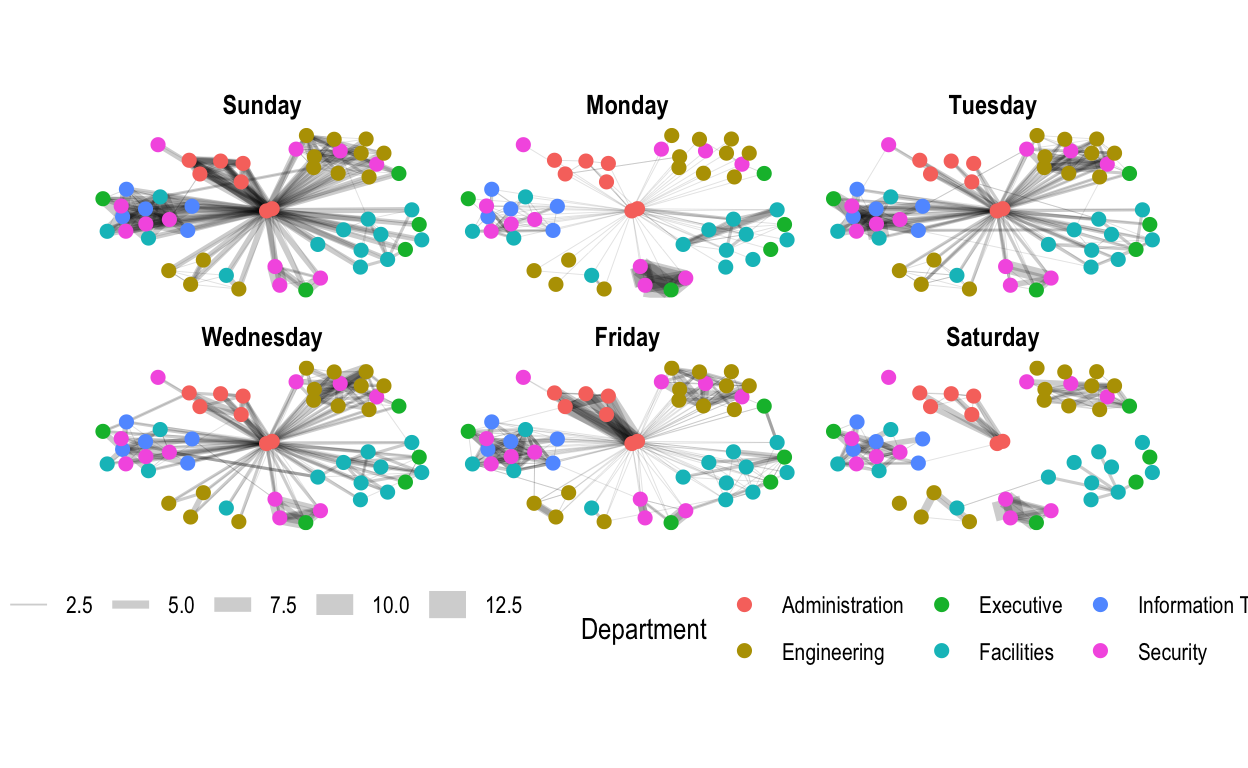 Sunday Monday Tuesday
Wednesday Friday Saturday
2.5 5.0 7.5 10.0 12.5
Department
Administration Executive Information T
Engineering Facilities Security